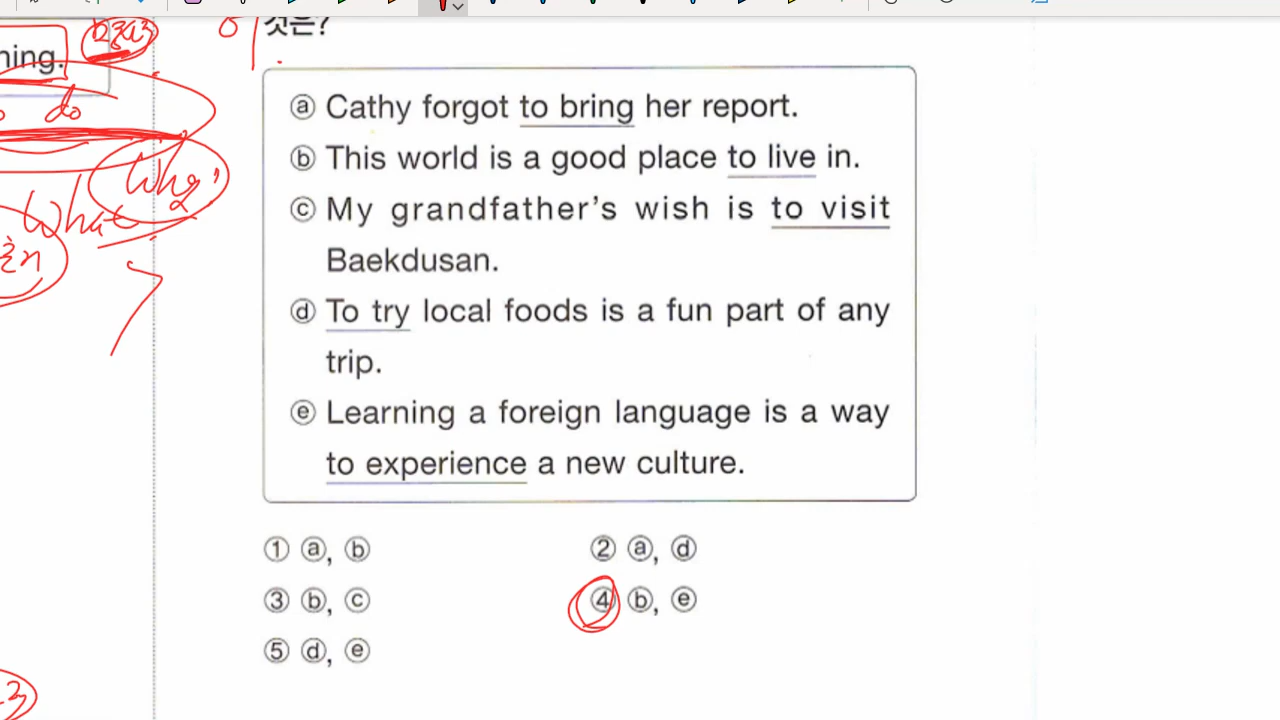 것은?
ning.
do
What
ⓐ Cathy forgot to bring her report.
ⓑ This world is a good place to live in.
ⓒ My grandfather's wish is to visit
Baekdusan.
ⓓ To try local foods is a fun part of any
trip.
ⓔ Learning a foreign language is a way
to experience a new culture.
① ⓐ, ⓑ
② ⓐ, ⓓ
③ ⓑ, ⓒ
④ ⓑ, ⓔ
⑤ ⓓ, ⓔ